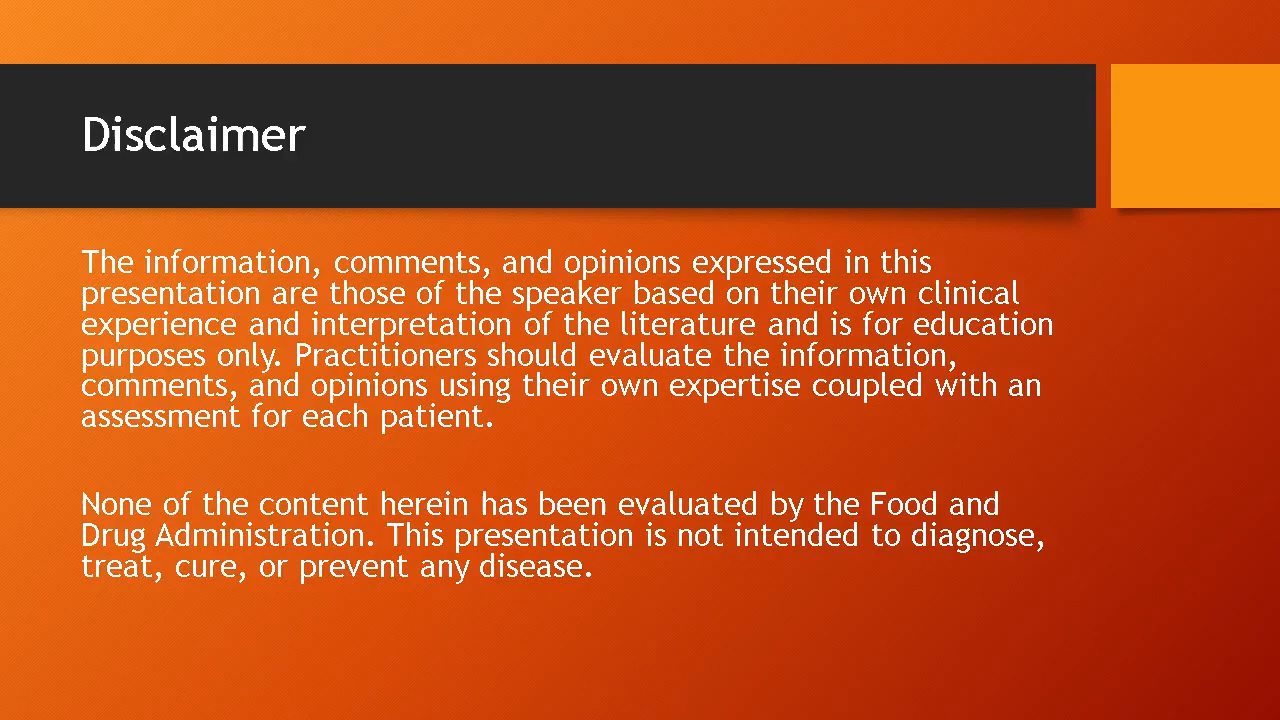 Disclaimer
The information, comments, and opinions expressed in this
presentation are those of the speaker based on their own clinical
experience and interpretation of the literature and is for education
purposes only. Practitioners should evaluate the information,
comments, and opinions using their own expertise coupled with an
assessment for each patient.
None of the content herein has been evaluated by the Food and
Drug Administration. This presentation is not intended to diagnose,
treat, cure, or prevent any disease.